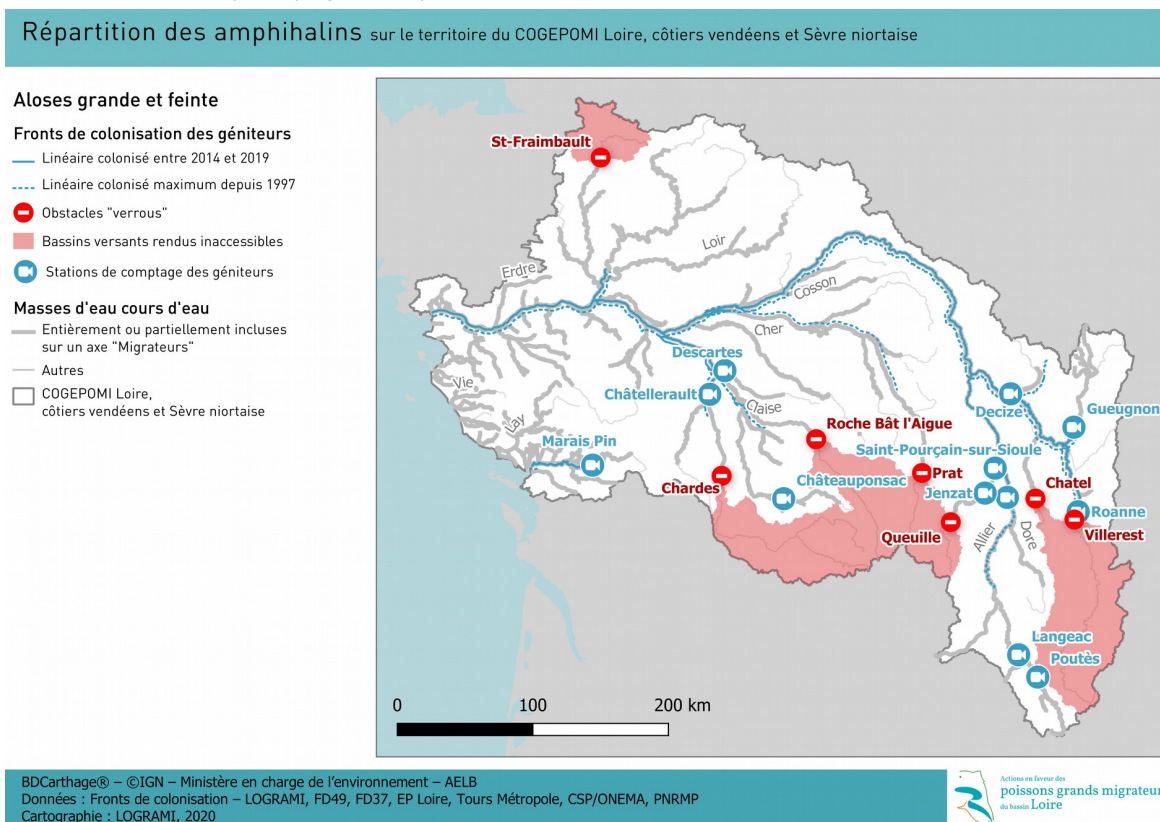 Répartition des amphihalins sur le territoire du COGEPOMI Loire, côtiers vendéens et Sèvre niortaise
Aloses grande et feinte
Fronts de colonisation des géniteurs
Linéaire colonisé entre 2014 et 2019
Linéaire colonisé maximum depuis 1997
Obstacles "verrous"
Bassins versants rendus inaccessibles
Stations de comptage des géniteurs
Masses d'eau cours d'eau
Entièrement ou partiellement incluses
sur un axe "Migrateurs"
Autres
COGEPOMI Loire,
côtiers vendéens et Sèvre niortaise
St-Fraimbault
Loir
Erdre
Cosson
Cher
Descartes
Vie
Châtellerault
Claise
Decize
Gueugnon
Lay
Roche Bât l'Aigue
Marais Pin
Saint-Pourçain-sur-Sioule
Prat
Chardes
Châteauponsac
Jenzat
Chatel
Roanne
Queuille
Allier
Dore
Villerest
Langeac
Poutès
0 100 200 km
BDCarthage® – ©IGN – Ministère en charge de l'environnement – AELB
Données : Fronts de colonisation – LOGRAMI, FD49, FD37, EP Loire, Tours Métropole, CSP/ONEMA, PNRMP
Cartographie : LOGRAMI, 2020
Actions en faveur des
poissons grands migrateurs
du bassin Loire